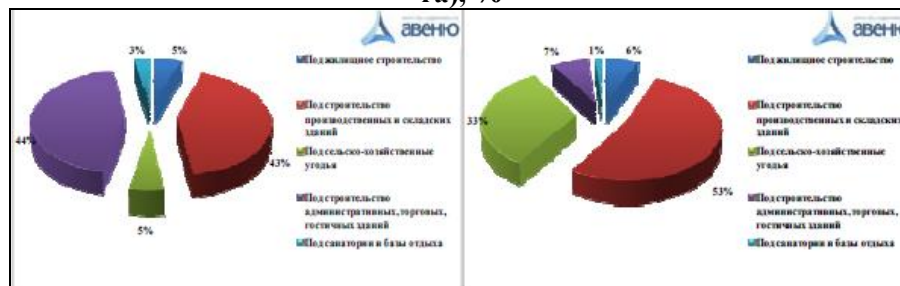 га), %
авеню
3%
5%
44%
43%
5%
Под жилищное строительство
Под строительство
производственных и складских
зданий
Под сельско-хозяйственные
угодья
Под строительство
административных, торговых,
гостичных зданий
Под санатории и базы отдыха
авеню
7%
1%
6%
33%
53%
Под жилищное строительство
Под строительство
производственных и складских
зданий
Под сельско-хозяйственные
угодья
Под строительство
административных, торговых,
гостичных зданий
Под санатории и базы отдыха